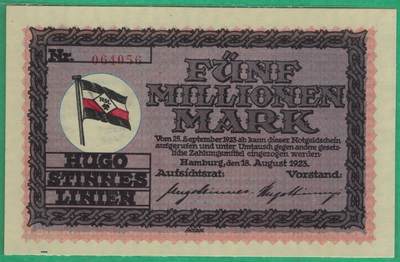 Nr. 064056
FÜNF
MILLIONEN
MARK
Vom 25. September 1923 ab kann dieser Notgeldschein
aufgerufen und unter Umtausch gegen andere gesetz-
liche Zahlungsmittel eingezogen werden
Hamburg, den 18. August 1923.
Aufsichtsrat: Vorstand:
HUGO
STINNES
LINIEN